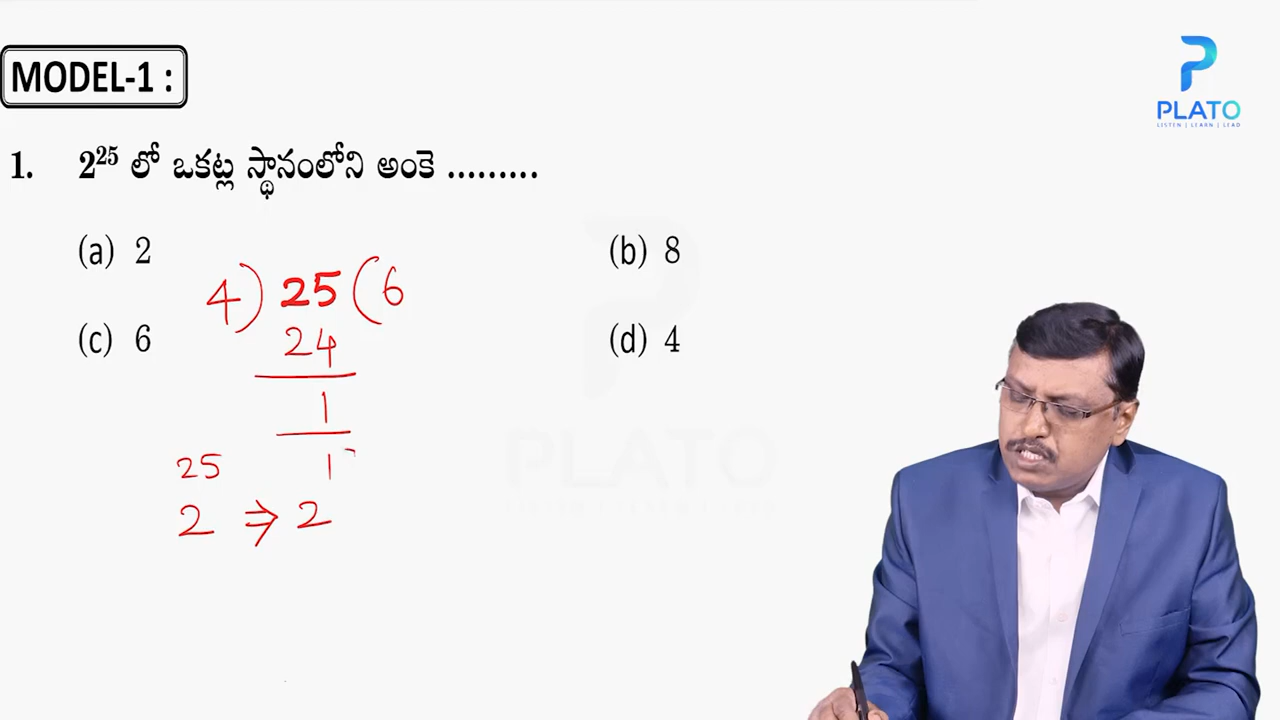 MODEL-1 :
PLATO
LISTEN | LEARN | LEAD
1. 2²⁵ లో ఒకట్ల స్థానంలోని అంకె .........
(a) 2
(b) 8
4) 25 (6
24
(c) 6
(d) 4
1
25 1
2 ⇒ 2
PLATO